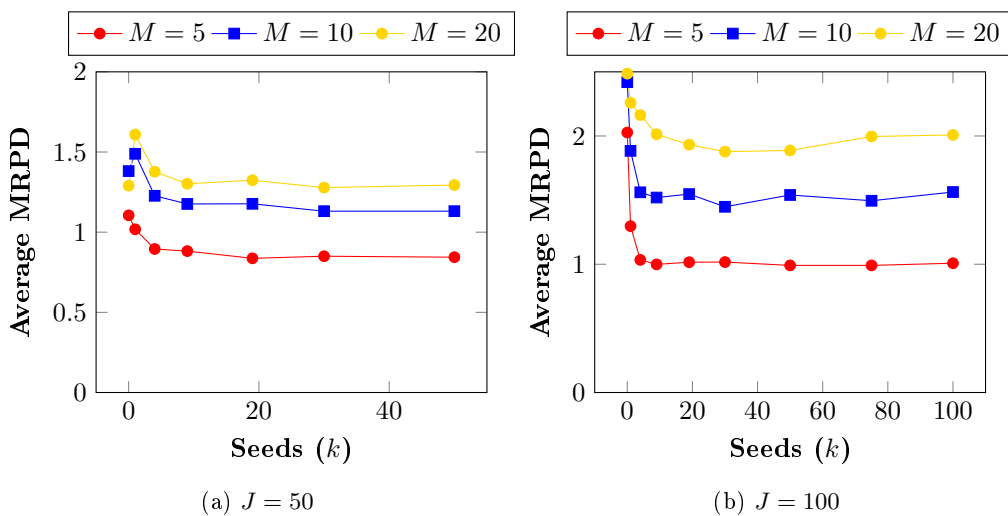 M = 5 M = 10 M = 20
2
1.5
1
0.5
0
0 20 40
Average MRPD
Seeds (k)
(a) J = 50
M = 5 M = 10 M = 20
2
1
0
0 20 40 60 80 100
Average MRPD
Seeds (k)
(b) J = 100